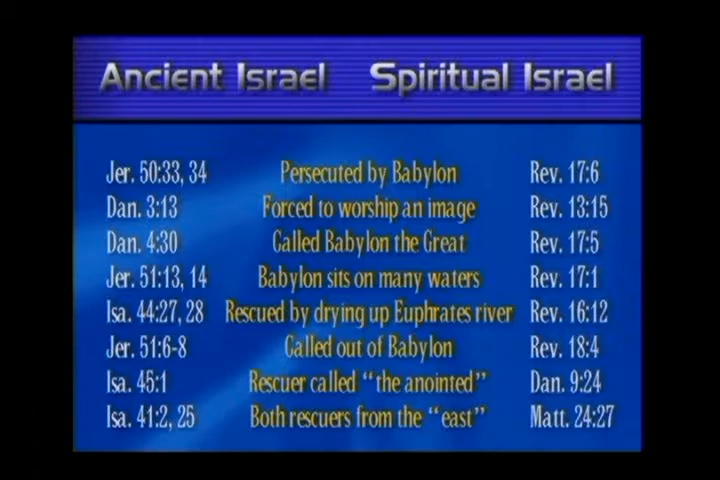 Ancient Israel Spiritual Israel
Jer. 50:33, 34 Persecuted by Babylon Rev. 17:6
Dan. 3:13 Forced to worship an image Rev. 13:15
Dan. 4:30 Called Babylon the Great Rev. 17:5
Jer. 51:13, 14 Babylon sits on many waters Rev. 17:1
Isa. 44:27, 28 Rescued by drying up Euphrates river Rev. 16:12
Jer. 51:6-8 Called out of Babylon Rev. 18:4
Isa. 45:1 Rescuer called “the anointed” Dan. 9:24
Isa. 41:2, 25 Both rescuers from the “east” Matt. 24:27